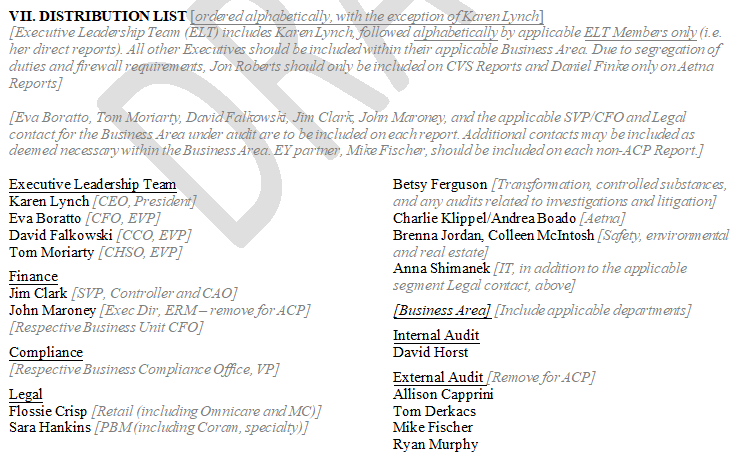 VII. DISTRIBUTION LIST [ordered alphabetically, with the exception of Karen Lynch]
[Executive Leadership Team (ELT) includes Karen Lynch, followed alphabetically by applicable ELT Members only (i.e.
her direct reports). All other Executives should be included within their applicable Business Area. Due to segregation of
duties and firewall requirements, Jon Roberts should only be included on CVS Reports and Daniel Finke only on Aetna
Reports]
[Eva Boratto, Tom Moriarty, David Falkowski, Jim Clark, John Maroney, and the applicable SVP/CFO and Legal
contact for the Business Area under audit are to be included on each report. Additional contacts may be included as
deemed necessary within the Business Area. EY partner, Mike Fischer, should be included on each non-ACP Report.]
Executive Leadership Team
Karen Lynch [CEO, President]
Eva Boratto [CFO, EVP]
David Falkowski [CCO, EVP]
Tom Moriarty [CHSO, EVP]
Finance
Jim Clark [SVP, Controller and CAO]
John Maroney [Exec Dir, ERM – remove for ACP]
[Respective Business Unit CFO]
Compliance
[Respective Business Compliance Office, VP]
Legal
Flossie Crisp [Retail (including Omnicare and MC)]
Sara Hankins [PBM (including Coram, specialty)]
Betsy Ferguson [Transformation, controlled substances,
and any audits related to investigations and litigation]
Charlie Klippel/Andrea Boado [Aetna]
Brenna Jordan, Colleen McIntosh [Safety, environmental
and real estate]
Anna Shimanek [IT, in addition to the applicable
segment Legal contact, above]
[Business Area] [Include applicable departments]
Internal Audit
David Horst
External Audit [Remove for ACP]
Allison Capprini
Tom Derkacs
Mike Fischer
Ryan Murphy
DRA